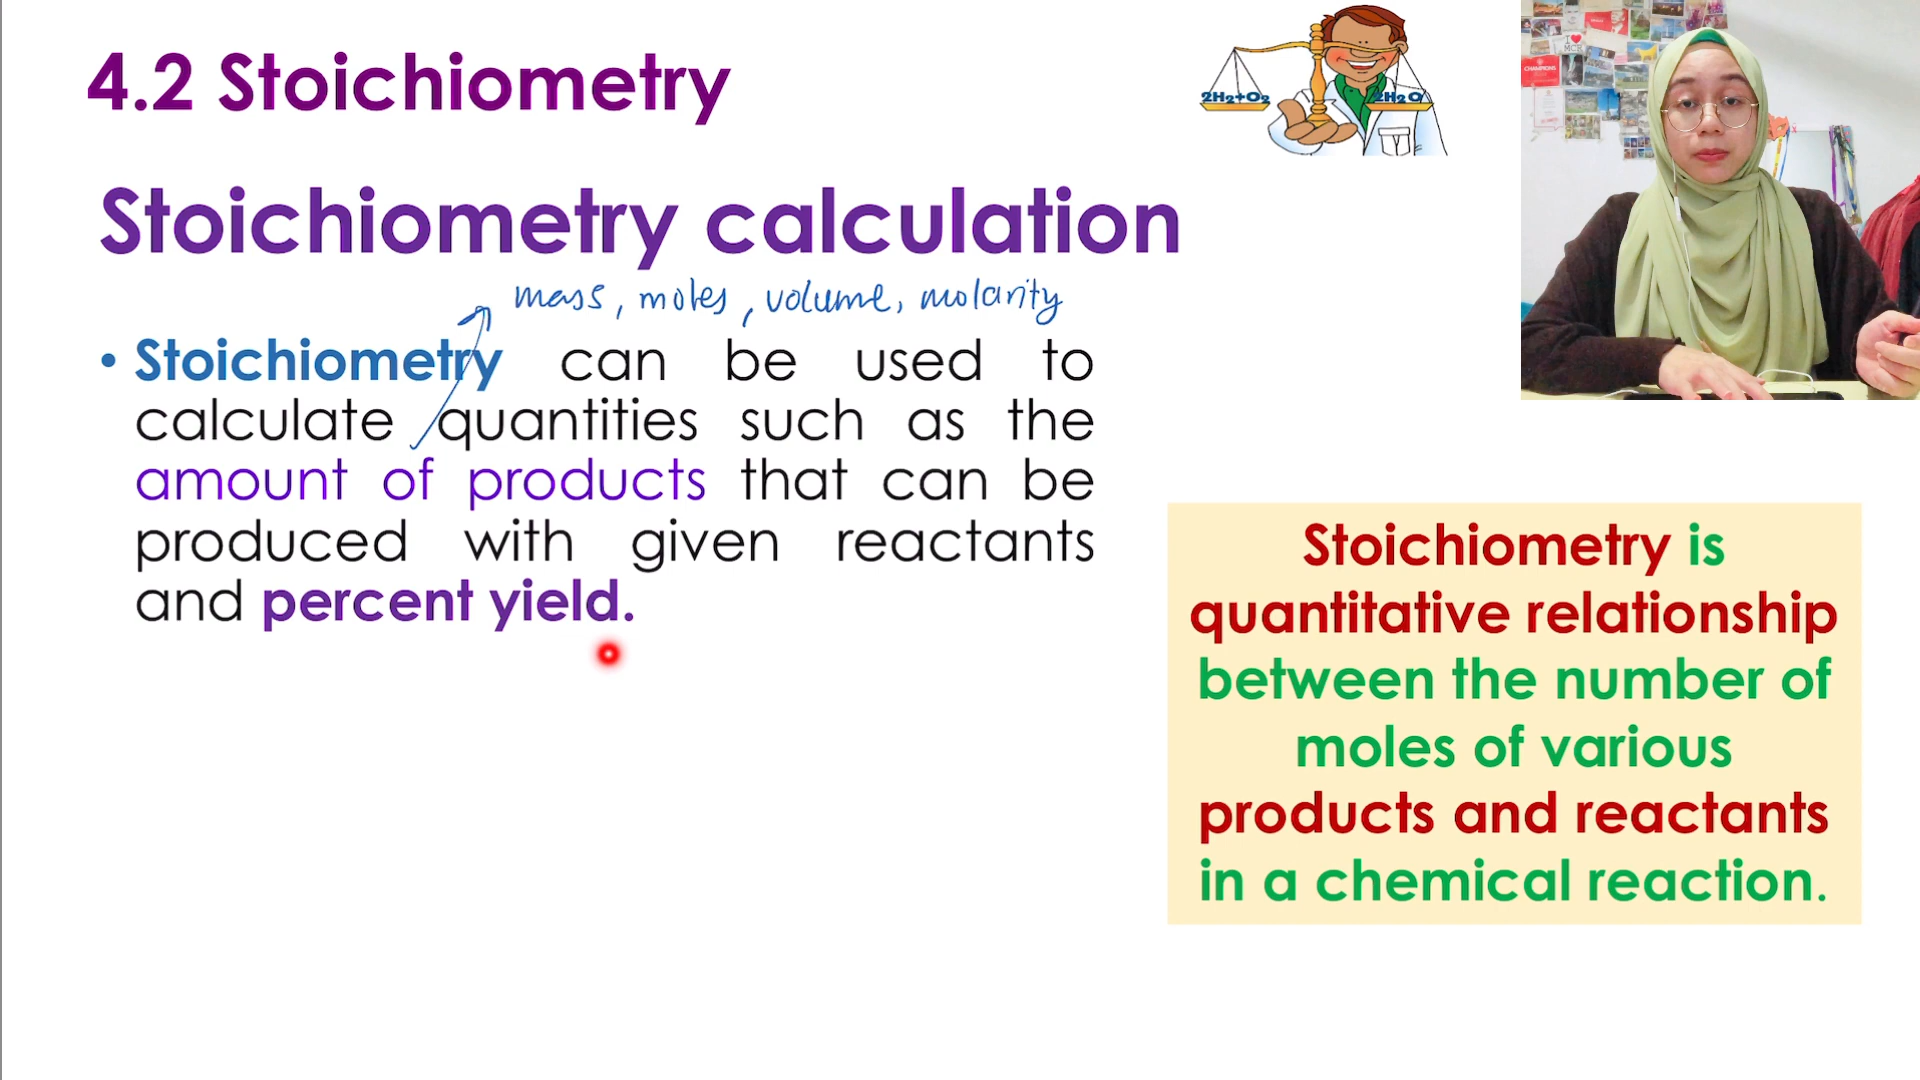 4.2 Stoichiometry
2H₂+O₂
2H₂O
I ❤ MCR
CHAMPIONS
Stoichiometry calculation
mass, moles, volume, molarity
• Stoichiometry can be used to
calculate quantities such as the
amount of products that can be
produced with given reactants
and percent yield.
Stoichiometry is
quantitative relationship
between the number of
moles of various
products and reactants
in a chemical reaction.